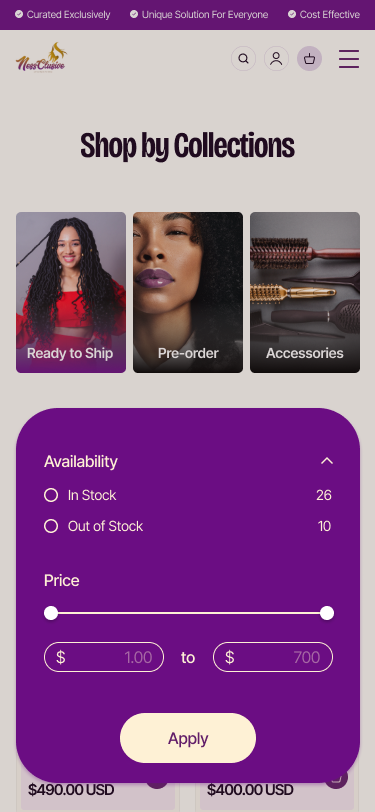 Curated Exclusively Unique Solution For Everyone Cost Effective
NessClusive
Shop by Collections
Ready to Ship Pre-order Accessories
Availability
In Stock 26
Out of Stock 10
Price
$ 1.00 to $ 700
Apply
$490.00 USD $400.00 USD